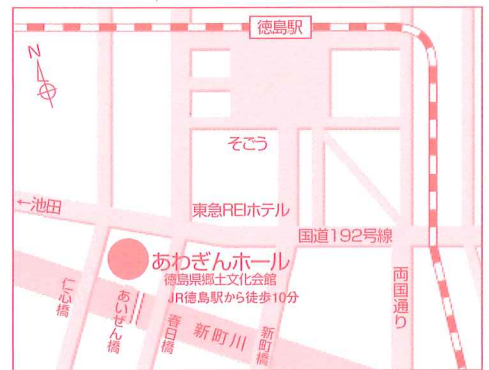 徳島駅
N
そごう
東急REIホテル
←池田
国道192号線
あわぎんホール
徳島県郷土文化会館
JR徳島駅から徒歩10分
仁心橋
あいぜん橋
春日橋
新町川
新町橋
両国通り